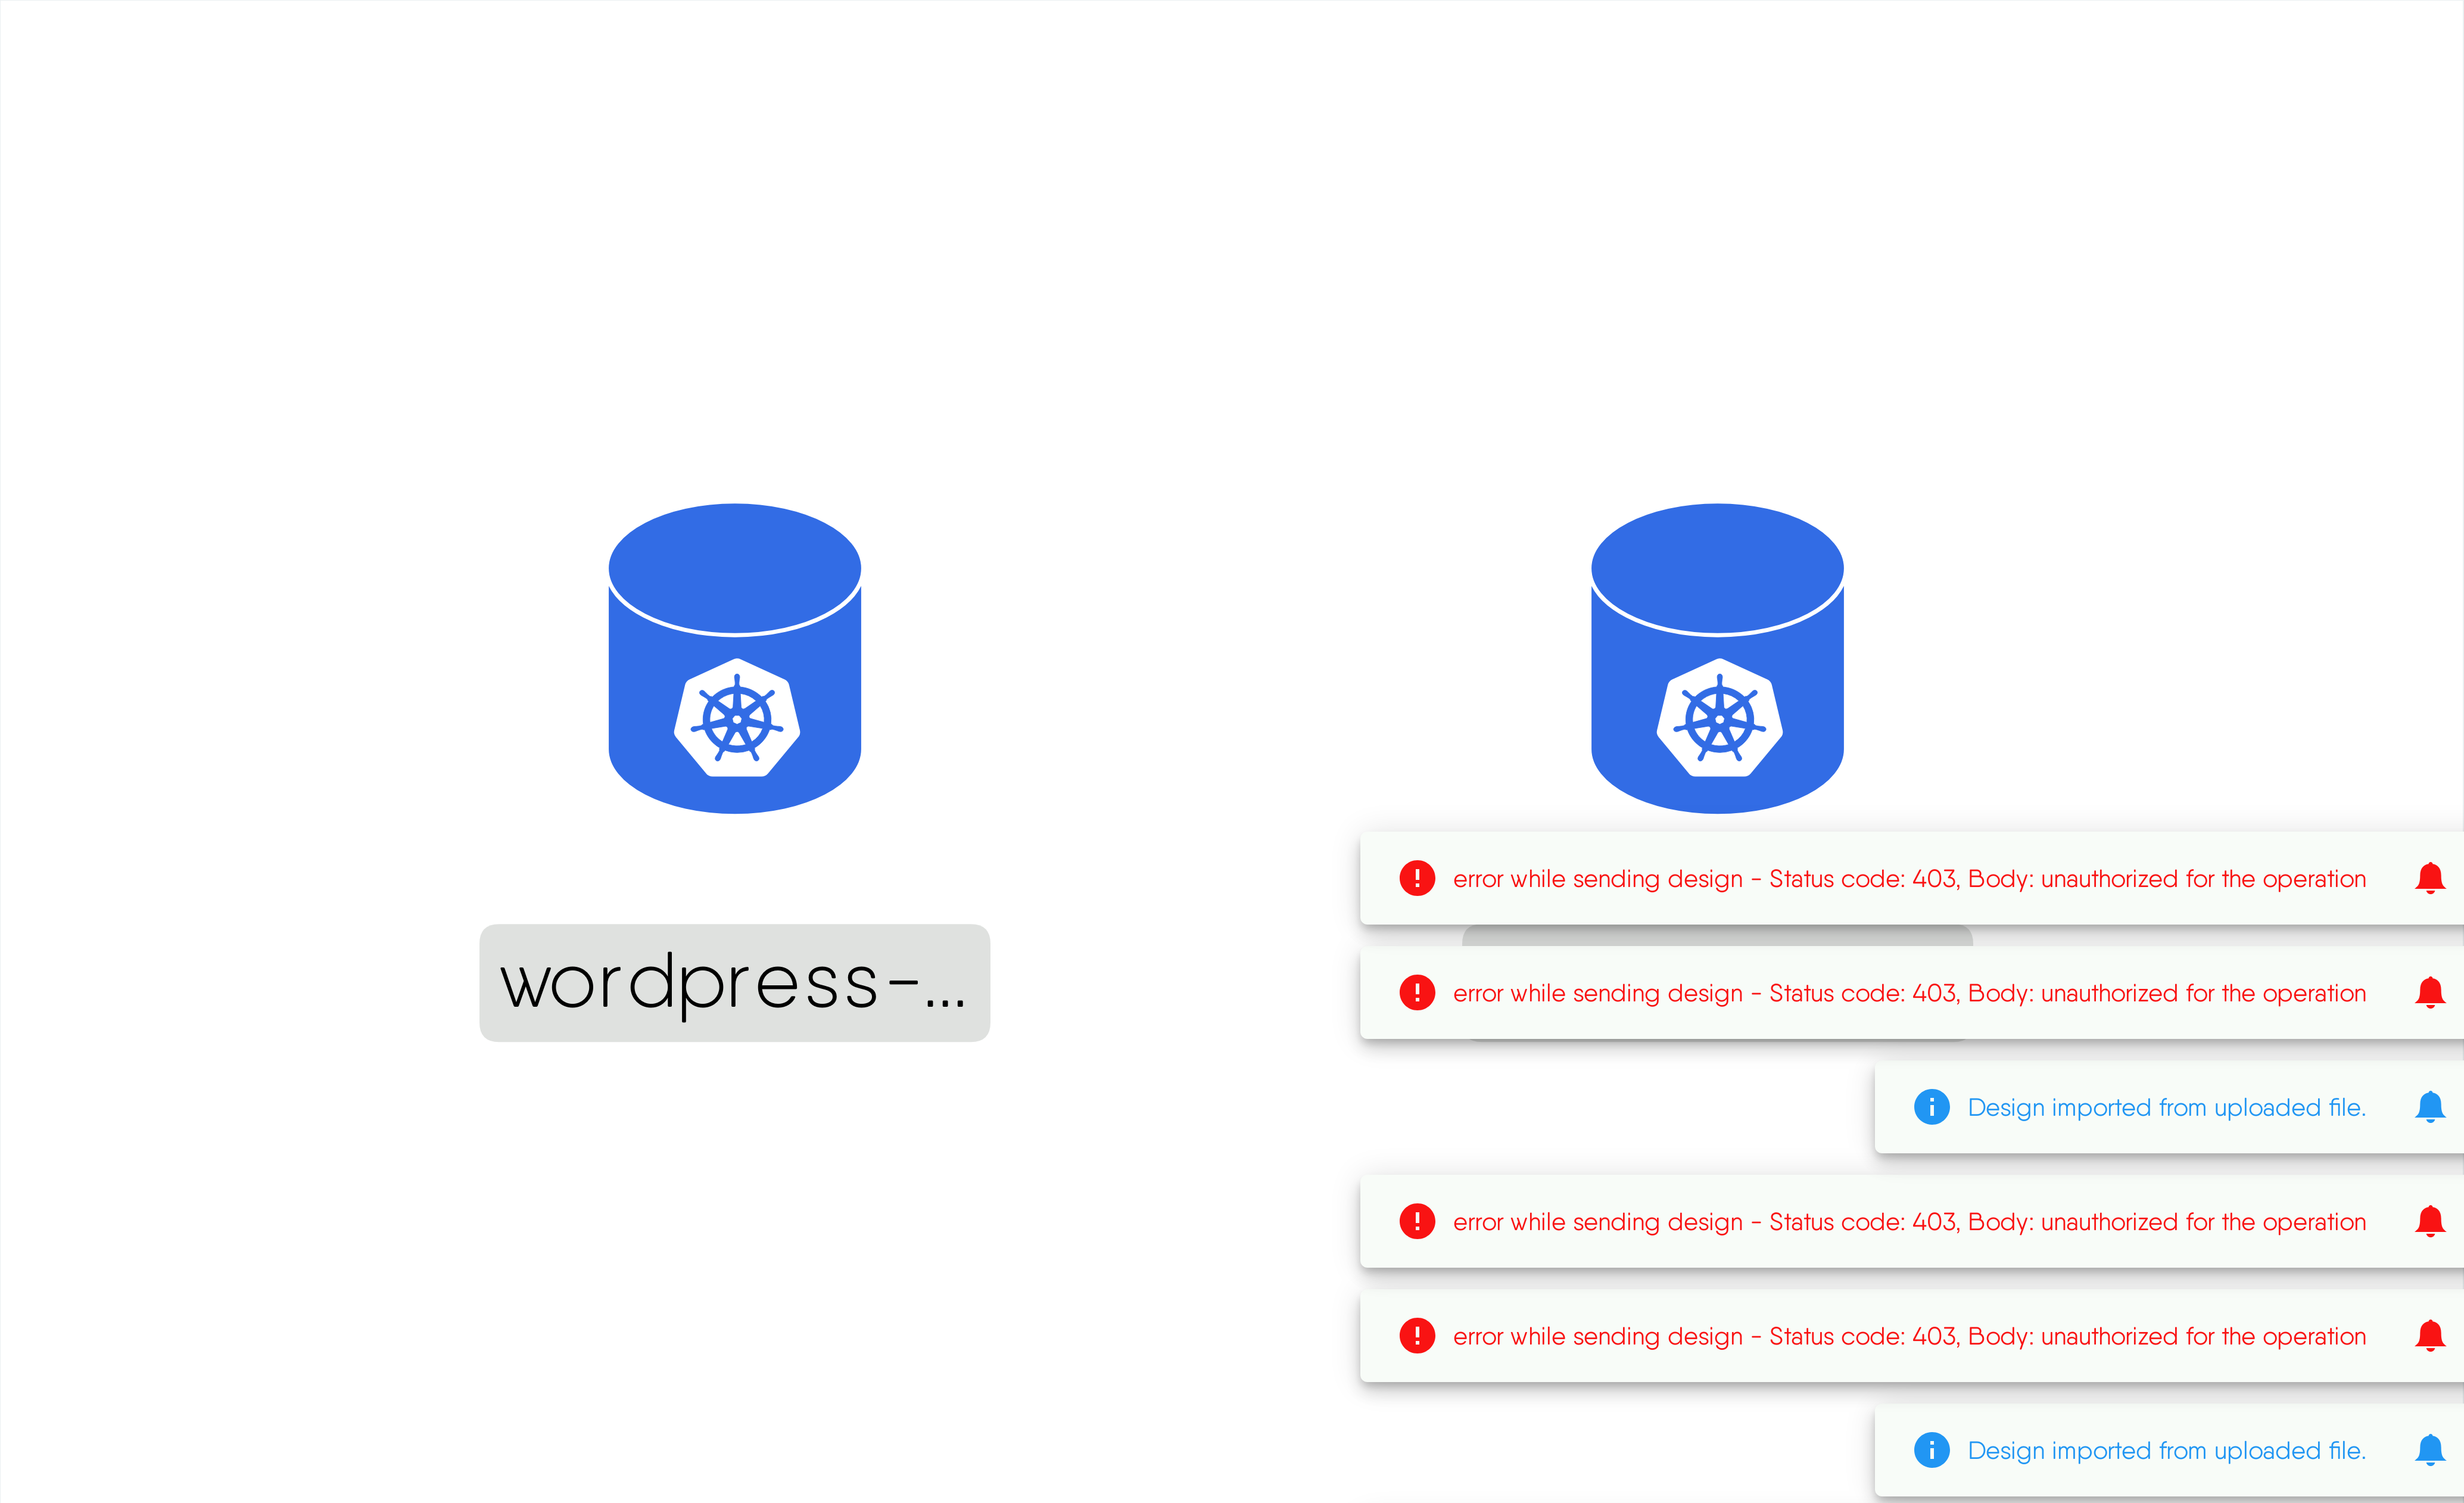 error while sending design - Status code: 403, Body: unauthorized for the operation
wordpress-...
error while sending design - Status code: 403, Body: unauthorized for the operation
Design imported from uploaded file.
error while sending design - Status code: 403, Body: unauthorized for the operation
error while sending design - Status code: 403, Body: unauthorized for the operation
Design imported from uploaded file.